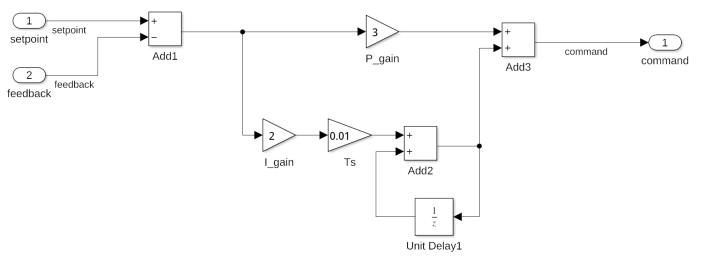 1
setpoint
setpoint
+
−
Add1
2
feedback
feedback
3
P_gain
+
+
Add3
command
1
command
2
I_gain
0.01
Ts
+
+
Add2
1
z
Unit Delay1